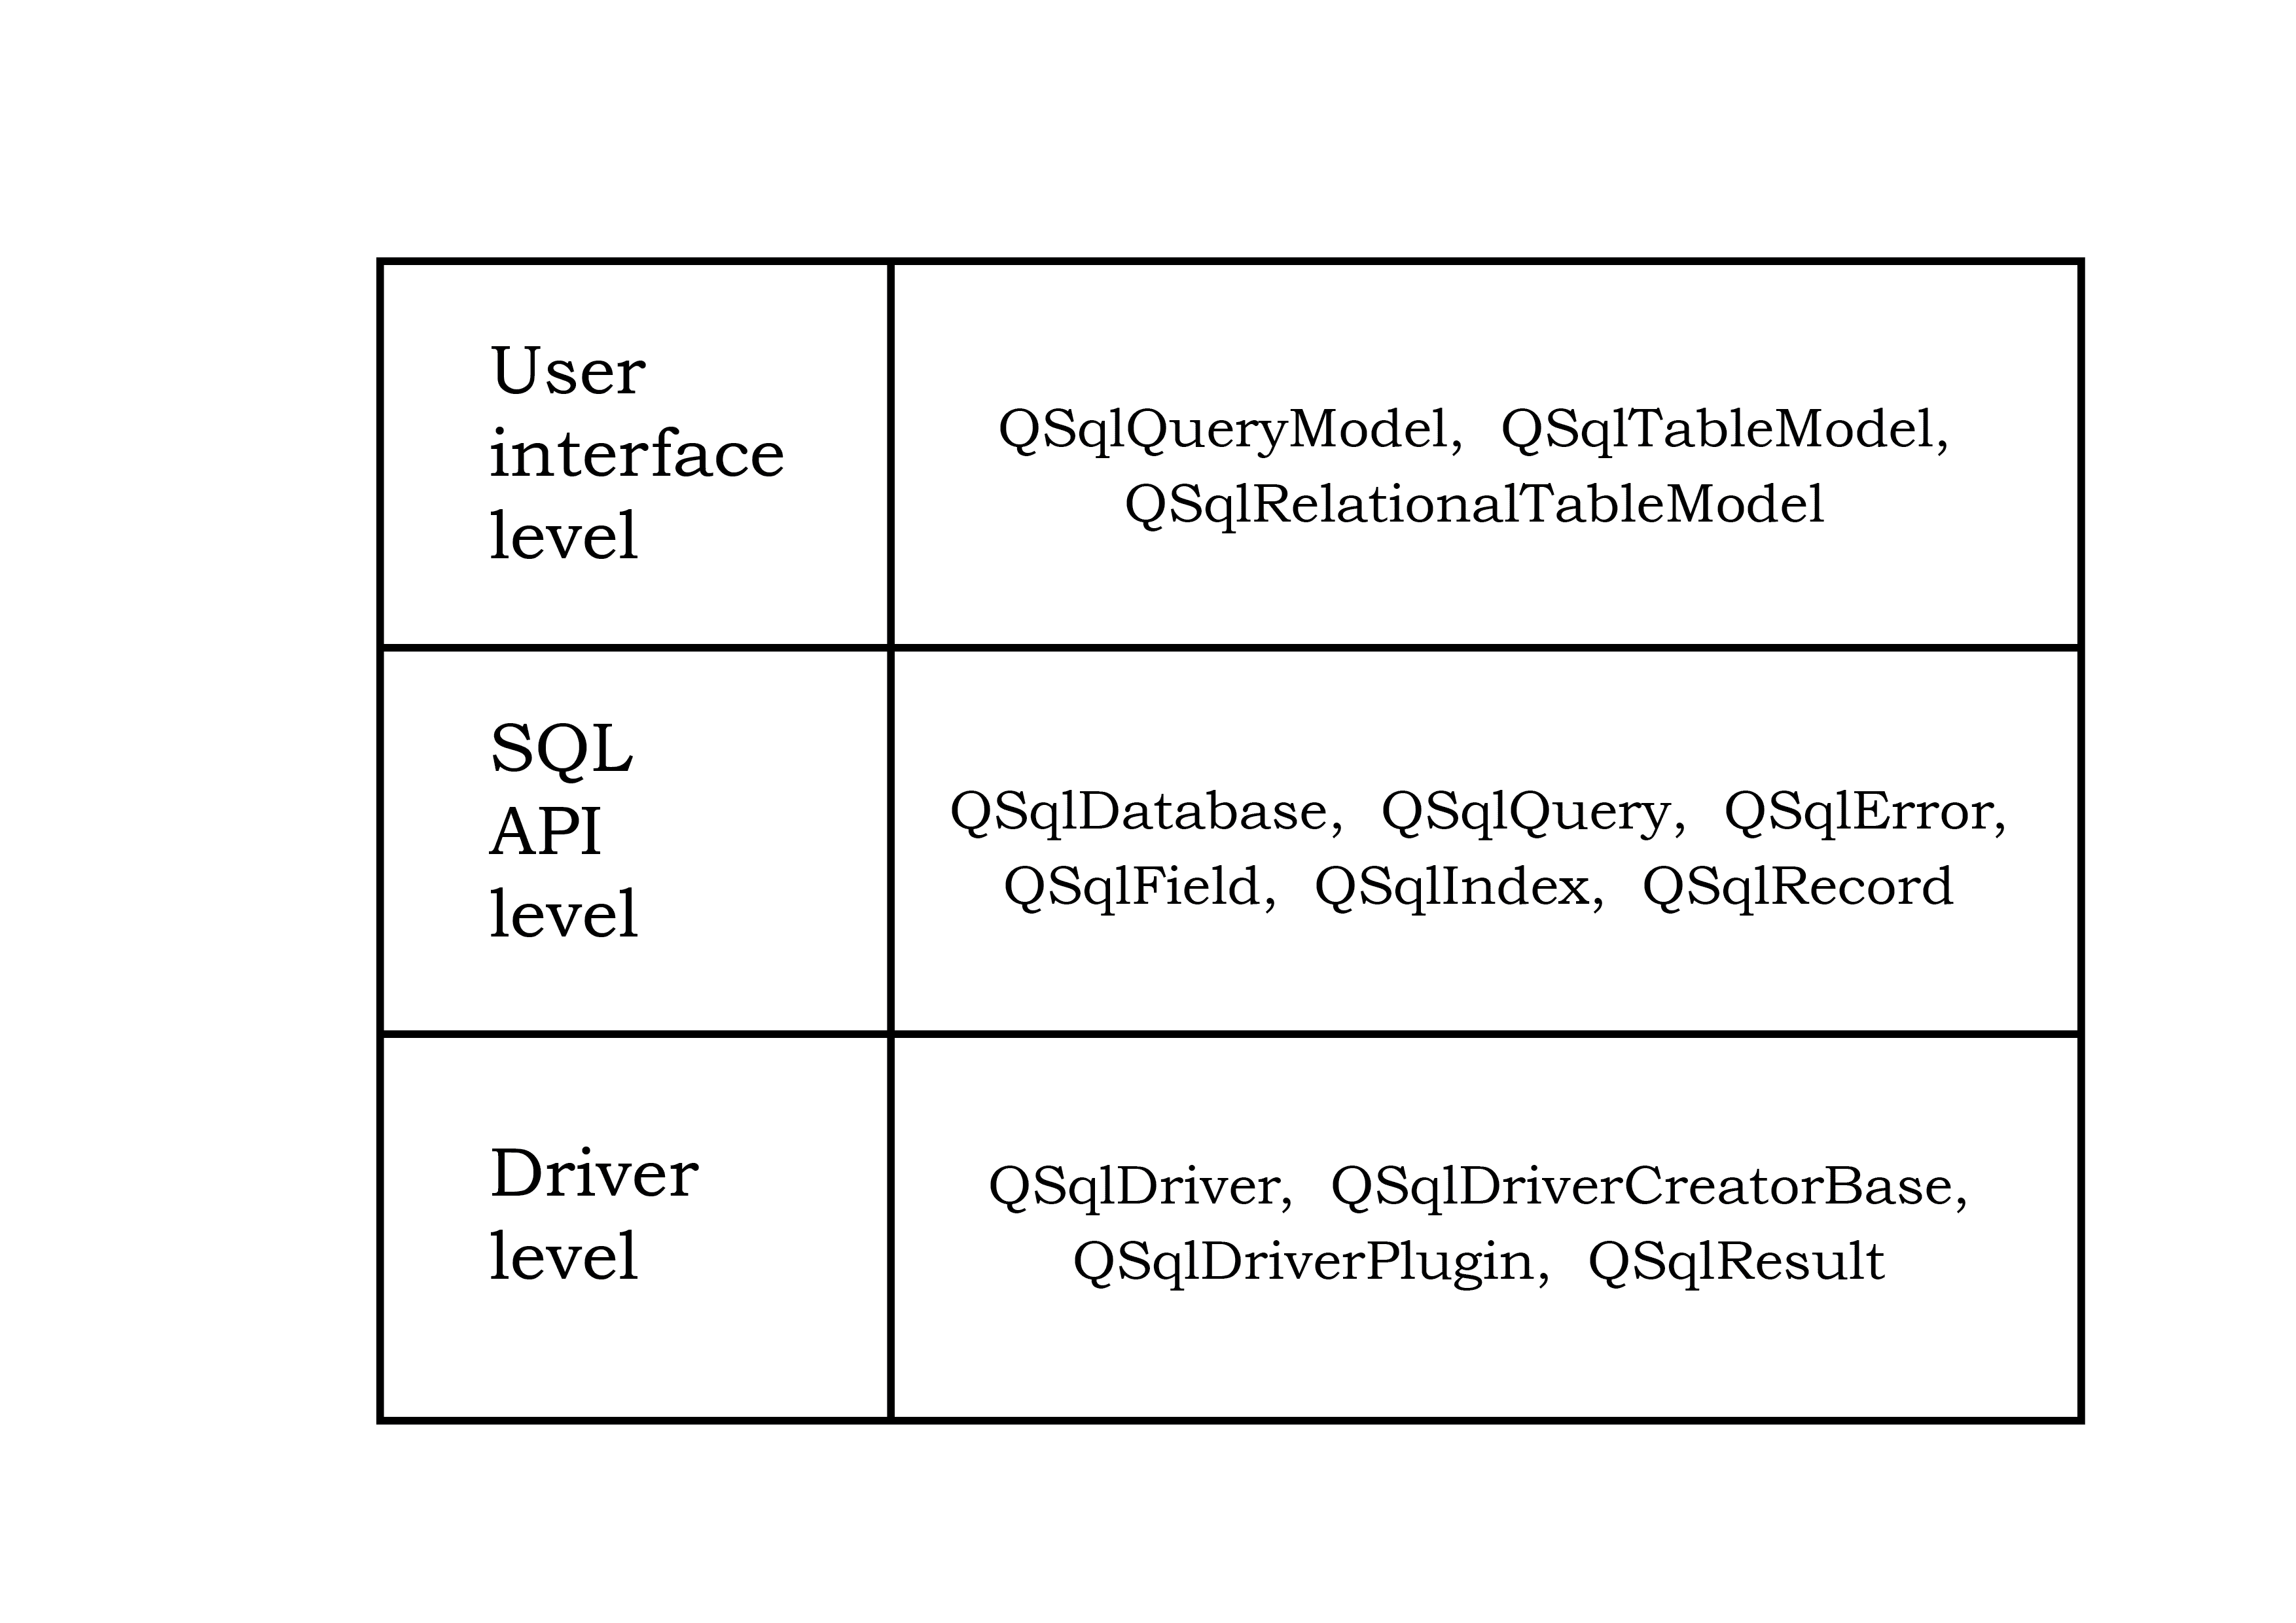 User
interface
level
QSqlQueryModel, QSqlTableModel,
QSqlRelationalTableModel
SQL
API
level
QSqlDatabase, QSqlQuery, QSqlError,
QSqlField, QSqlIndex, QSqlRecord
Driver
level
QSqlDriver, QSqlDriverCreatorBase,
QSqlDriverPlugin, QSqlResult